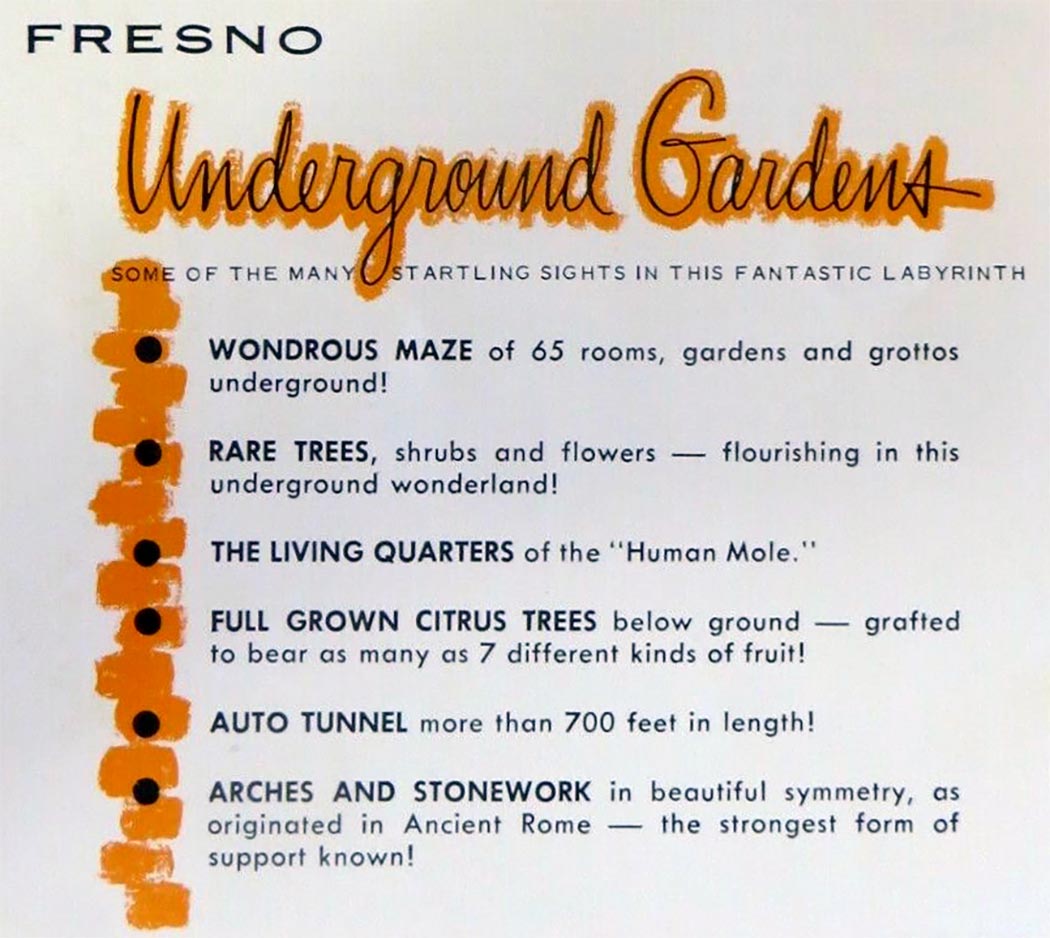 FRESNO
Underground Gardens
SOME OF THE MANY STARTLING SIGHTS IN THIS FANTASTIC LABYRINTH
● WONDROUS MAZE of 65 rooms, gardens and grottos
underground!
● RARE TREES, shrubs and flowers — flourishing in this
underground wonderland!
● THE LIVING QUARTERS of the "Human Mole."
● FULL GROWN CITRUS TREES below ground — grafted
to bear as many as 7 different kinds of fruit!
● AUTO TUNNEL more than 700 feet in length!
● ARCHES AND STONEWORK in beautiful symmetry, as
originated in Ancient Rome — the strongest form of
support known!